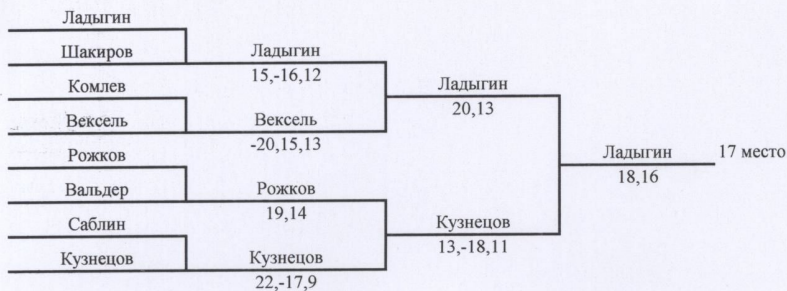 Ладыгин
Шакиров
Ладыгин
15,-16,12
Комлев
Ладыгин
20,13
Вексель
Вексель
-20,15,13
Рожков
Ладыгин
17 место
18,16
Вальдер
Рожков
19,14
Саблин
Кузнецов
13,-18,11
Кузнецов
Кузнецов
22,-17,9